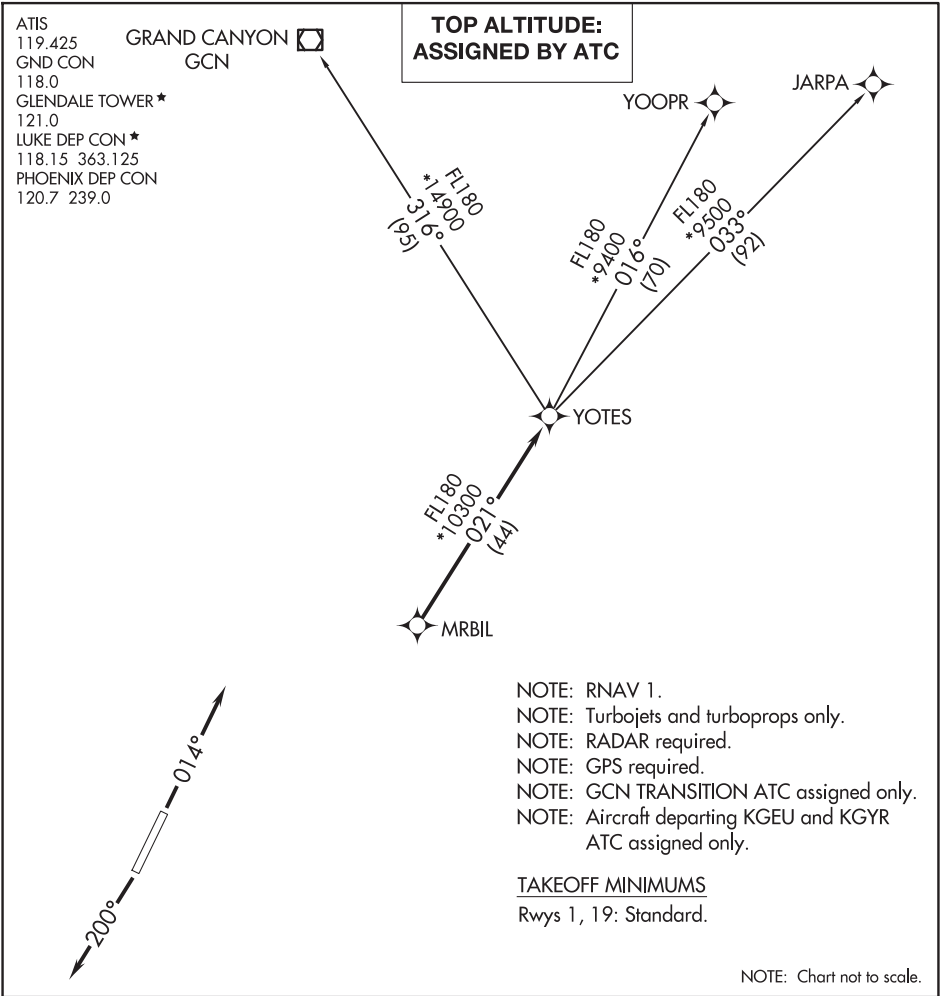 ATIS
119.425
GND CON
118.0
GLENDALE TOWER★
121.0
LUKE DEP CON★
118.15 363.125
PHOENIX DEP CON
120.7 239.0
GRAND CANYON
GCN
TOP ALTITUDE:
ASSIGNED BY ATC
YOOPR
JARPA
FL180
*14900
316°
(95)
FL180
*9400
016°
(70)
FL180
*9500
033°
(92)
YOTES
FL180
*10300
021°
(44)
MRBIL
014°
200°
NOTE: RNAV 1.
NOTE: Turbojets and turboprops only.
NOTE: RADAR required.
NOTE: GPS required.
NOTE: GCN TRANSITION ATC assigned only.
NOTE: Aircraft departing KGEU and KGYR
ATC assigned only.
TAKEOFF MINIMUMS
Rwys 1, 19: Standard.
NOTE: Chart not to scale.